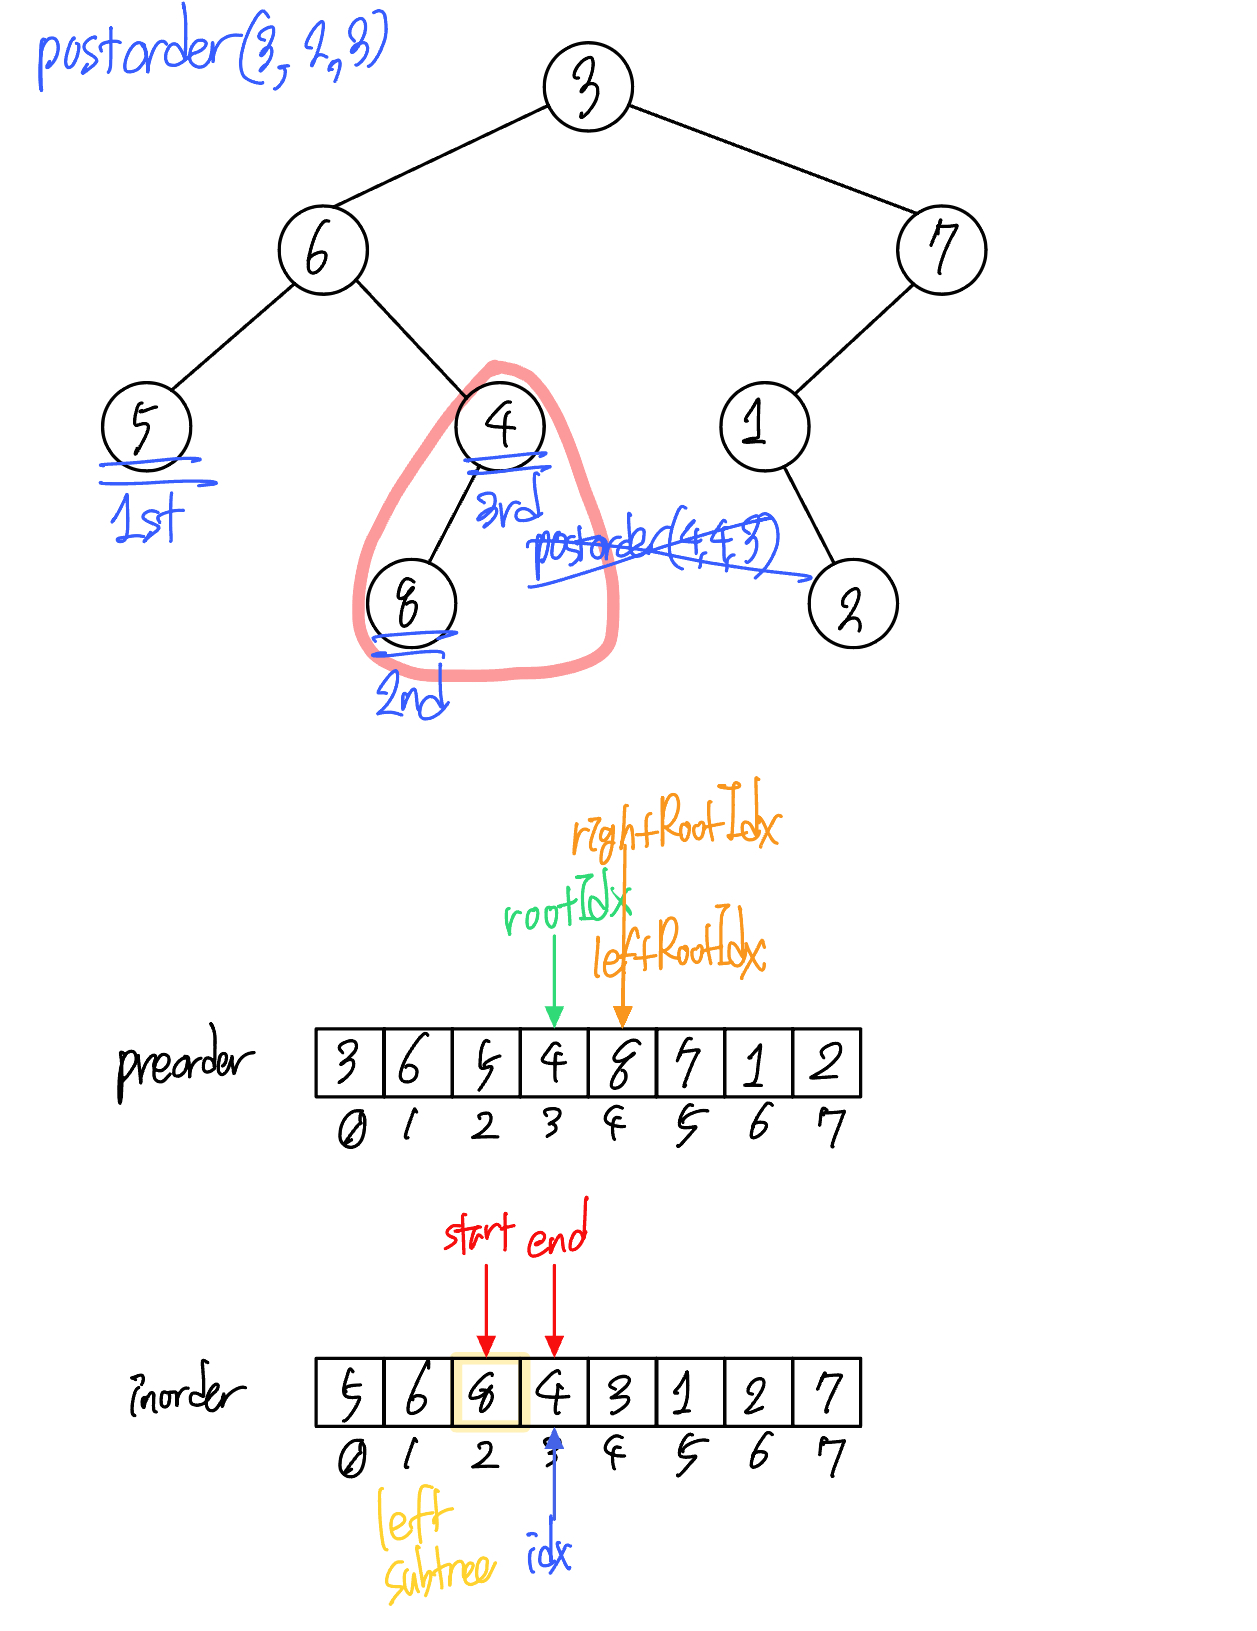 postorder(3, 2, 3)
3
6 7
5 4 1
1st 3rd
postorder(4,4,3)
8 2
2nd
rightRootIdx
rootIdx
leftRootIdx
preorder 3 6 5 4 8 7 1 2
0 1 2 3 4 5 6 7
start end
inorder 5 6 8 4 3 1 2 7
0 1 2 3 4 5 6 7
left
subtree idx